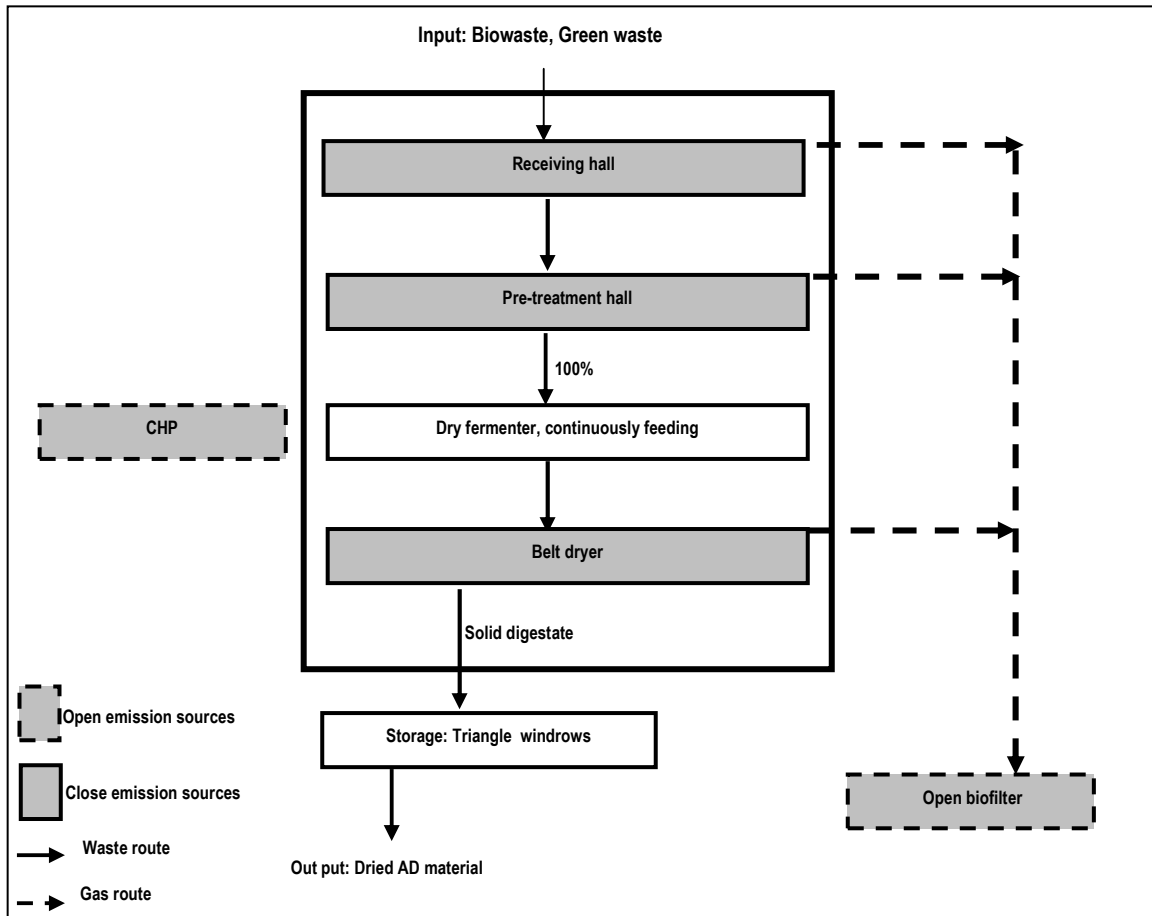 Input: Biowaste, Green waste
Receiving hall
Pre-treatment hall
100%
CHP
Dry fermenter, continuously feeding
Belt dryer
Solid digestate
Open emission sources
Storage: Triangle windrows
Close emission sources
Open biofilter
Waste route
Out put: Dried AD material
Gas route